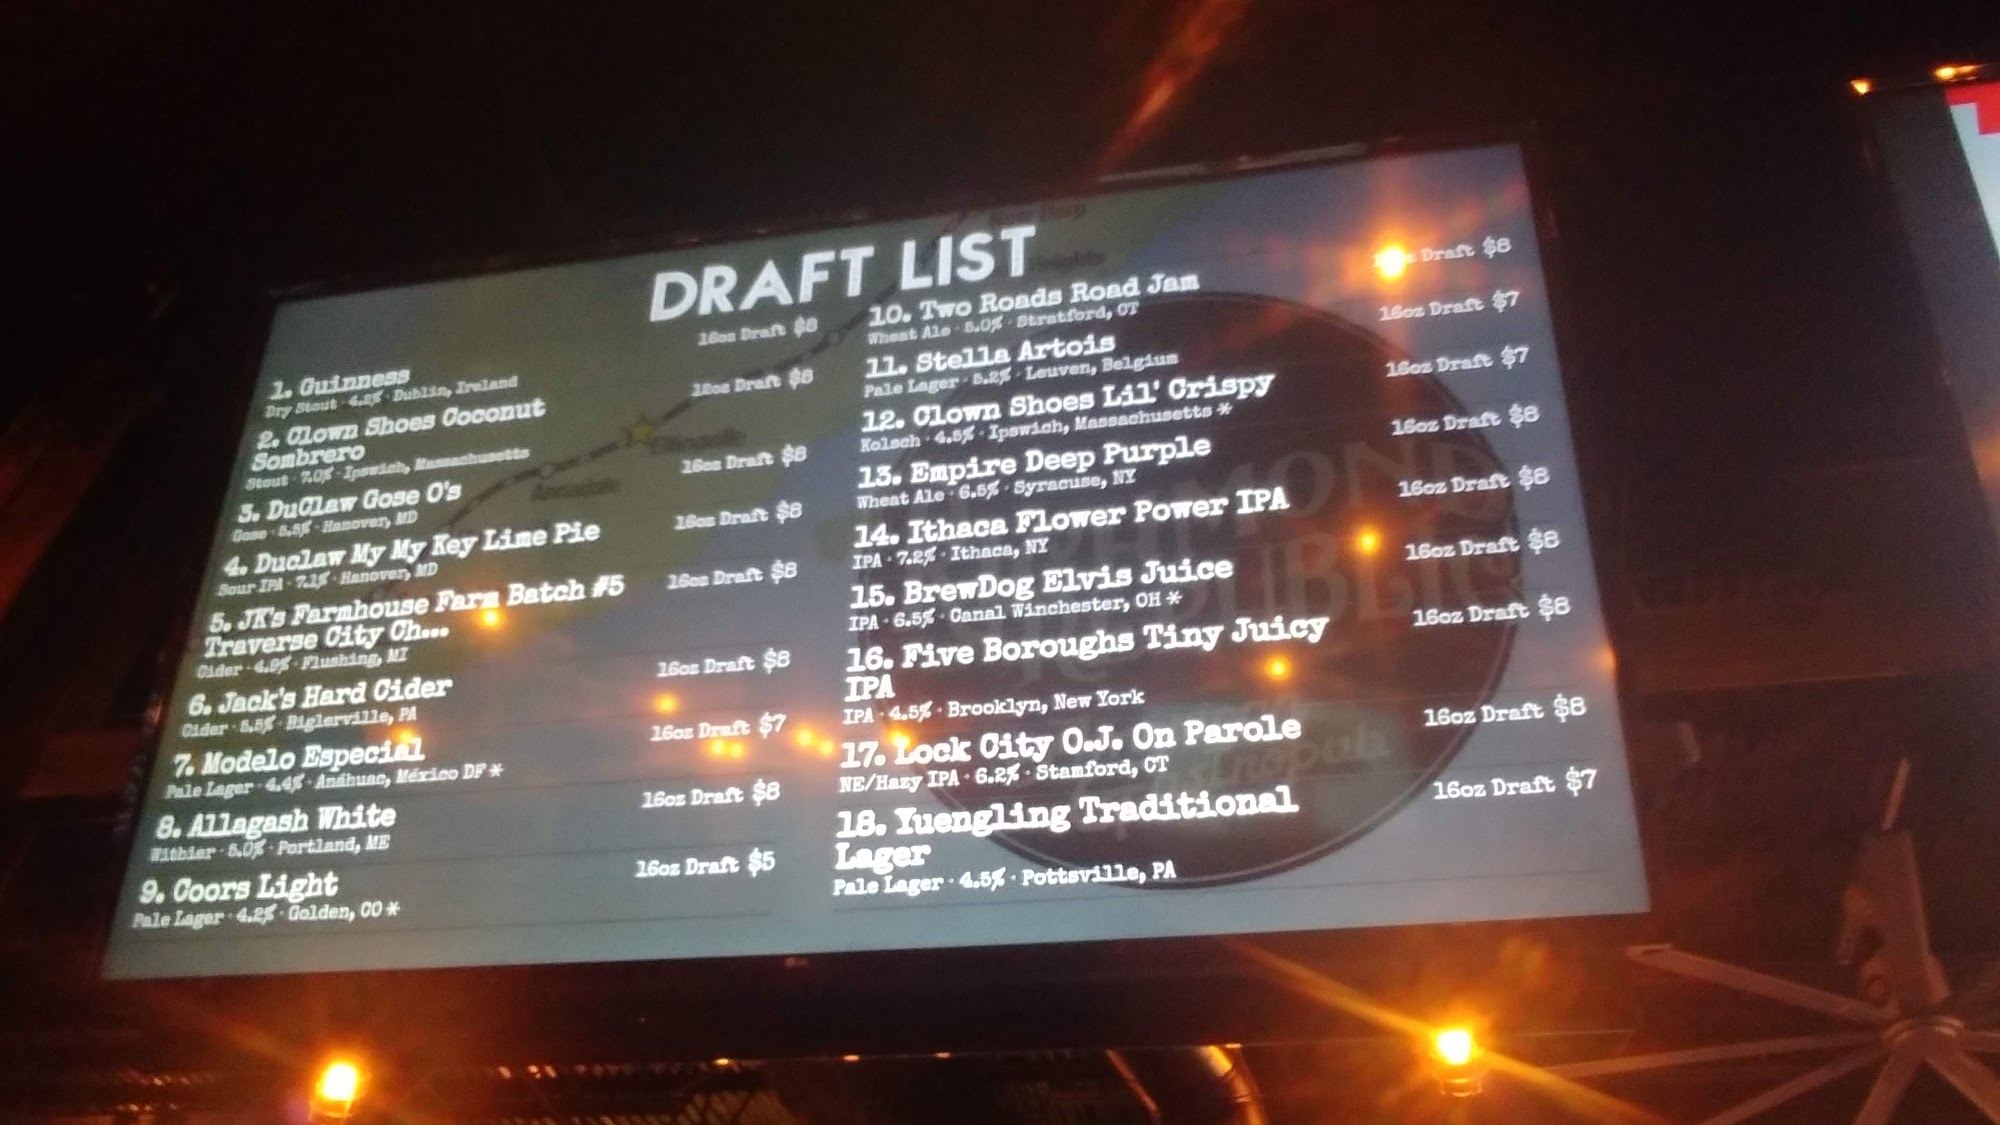 DRAFT LIST
1. Guinness
16oz Draft $8
Dry Stout · 4.2% · Dublin, Ireland
2. Clown Shoes Coconut
Sombrero
12oz Draft $8
Stout · 7.0% · Ipswich, Massachusetts
3. DuClaw Gose O's
16oz Draft $8
Gose · 5.5% · Hanover, MD
4. Duclaw My My Key Lime Pie
16oz Draft $8
Sour IPA · 7.1% · Hanover, MD
5. JK's Farmhouse Farm Batch #5
Traverse City Ch...
16oz Draft $8
Cider · 4.9% · Flushing, MI
6. Jack's Hard Cider
16oz Draft $8
Cider · 5.5% · Biglerville, PA
7. Modelo Especial
16oz Draft $7
Pale Lager · 4.4% · Anáhuac, México DF *
8. Allagash White
16oz Draft $8
Witbier · 5.0% · Portland, ME
9. Coors Light
16oz Draft $5
Pale Lager · 4.2% · Golden, CO *
10. Two Roads Road Jam
Draft $8
Wheat Ale · 5.0% · Stratford, CT
11. Stella Artois
16oz Draft $7
Pale Lager · 5.2% · Leuven, Belgium
12. Clown Shoes Lil' Crispy
16oz Draft $7
Kolsch · 4.5% · Ipswich, Massachusetts *
13. Empire Deep Purple
16oz Draft $8
Wheat Ale · 6.5% · Syracuse, NY
14. Ithaca Flower Power IPA
16oz Draft $8
IPA · 7.2% · Ithaca, NY
15. BrewDog Elvis Juice
16oz Draft $8
IPA · 6.5% · Canal Winchester, OH *
16. Five Boroughs Tiny Juicy
IPA
16oz Draft $8
IPA · 4.5% · Brooklyn, New York
17. Lock City O.J. On Parole
16oz Draft $8
NE/Hazy IPA · 6.2% · Stamford, CT
18. Yuengling Traditional
Lager
16oz Draft $7
Pale Lager · 4.5% · Pottsville, PA